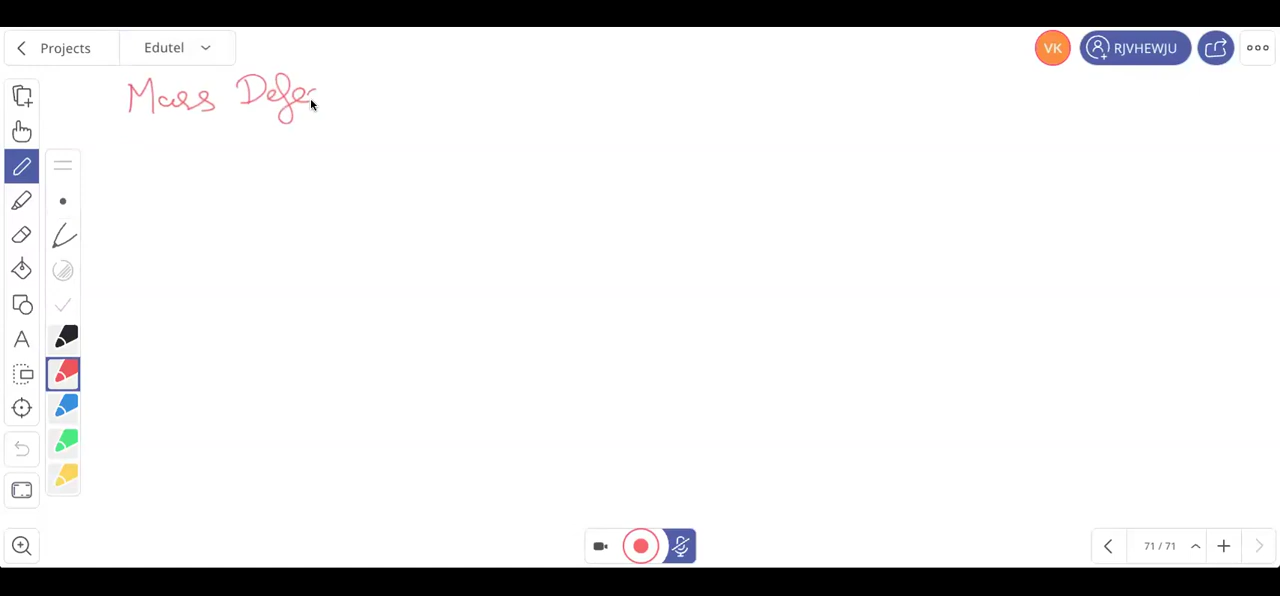 Projects
Edutel
VK
RJVHEWJU
Mass Defe
A
71 / 71